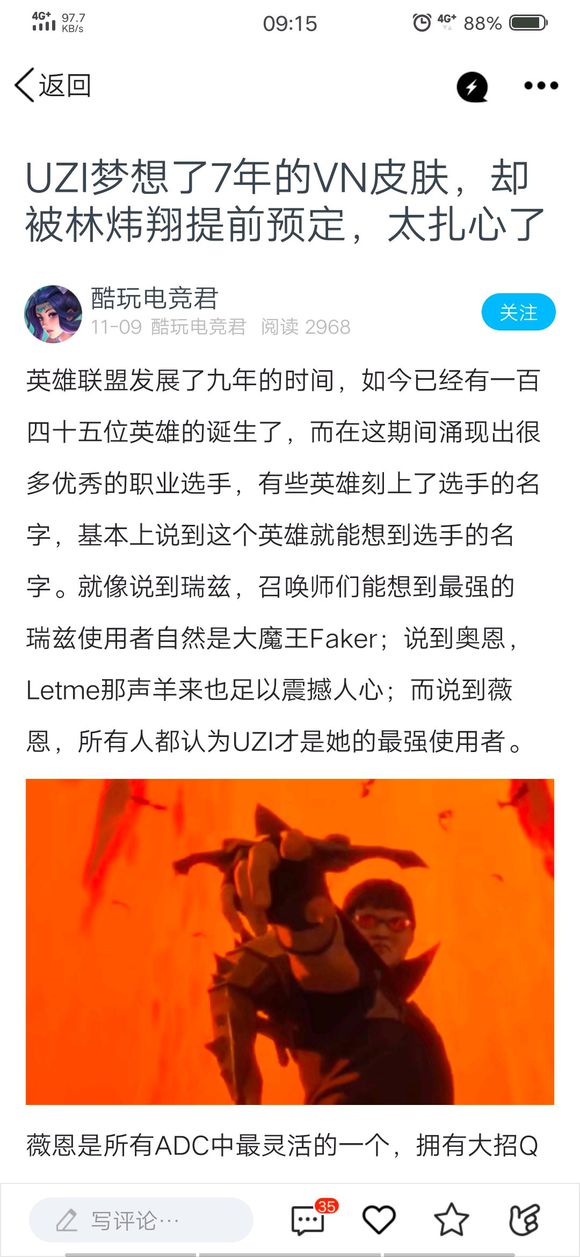 4G+ 97.7 KB/s 09:15 4G+ 88%
返回
UZI梦想了7年的VN皮肤，却
被林炜翔提前预定，太扎心了
酷玩电竞君
11-09 酷玩电竞君 阅读 2968
关注
英雄联盟发展了九年的时间，如今已经有一百
四十五位英雄的诞生了，而在这期间涌现出很
多优秀的职业选手，有些英雄刻上了选手的名
字，基本上说到这个英雄就能想到选手的名
字。就像说到瑞兹，召唤师们能想到最强的
瑞兹使用者自然是大魔王Faker；说到奥恩，
Letme那声羊来也足以震撼人心；而说到薇
恩，所有人都认为UZI才是她的最强使用者。
薇恩是所有ADC中最灵活的一个，拥有大招Q
写评论…
35